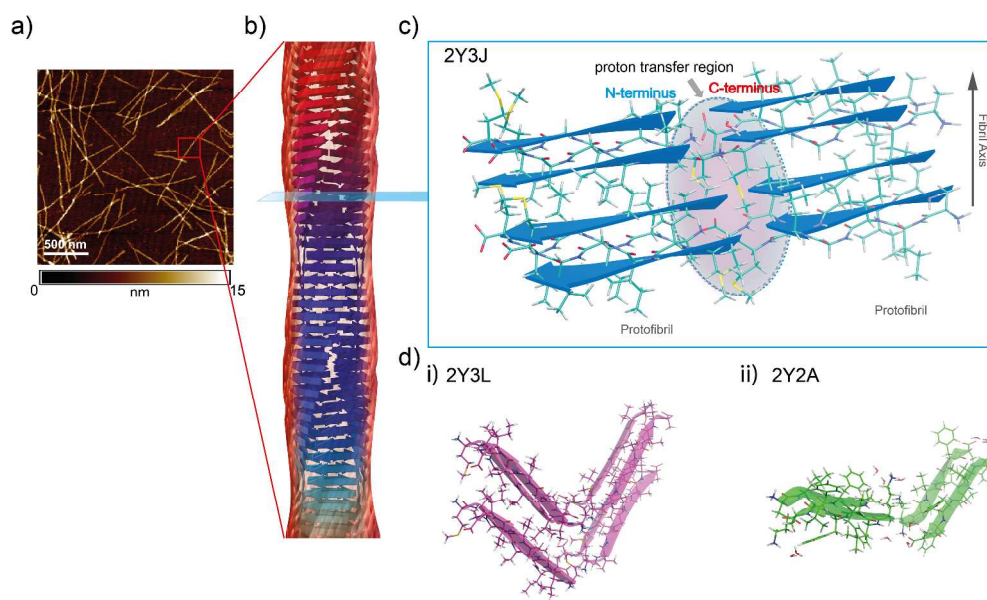 a)
500 nm
0 nm 15
b)
c)
2Y3J
proton transfer region
N-terminus C-terminus
Fibril Axis
Protofibril
Protofibril
d)
i) 2Y3L
ii) 2Y2A